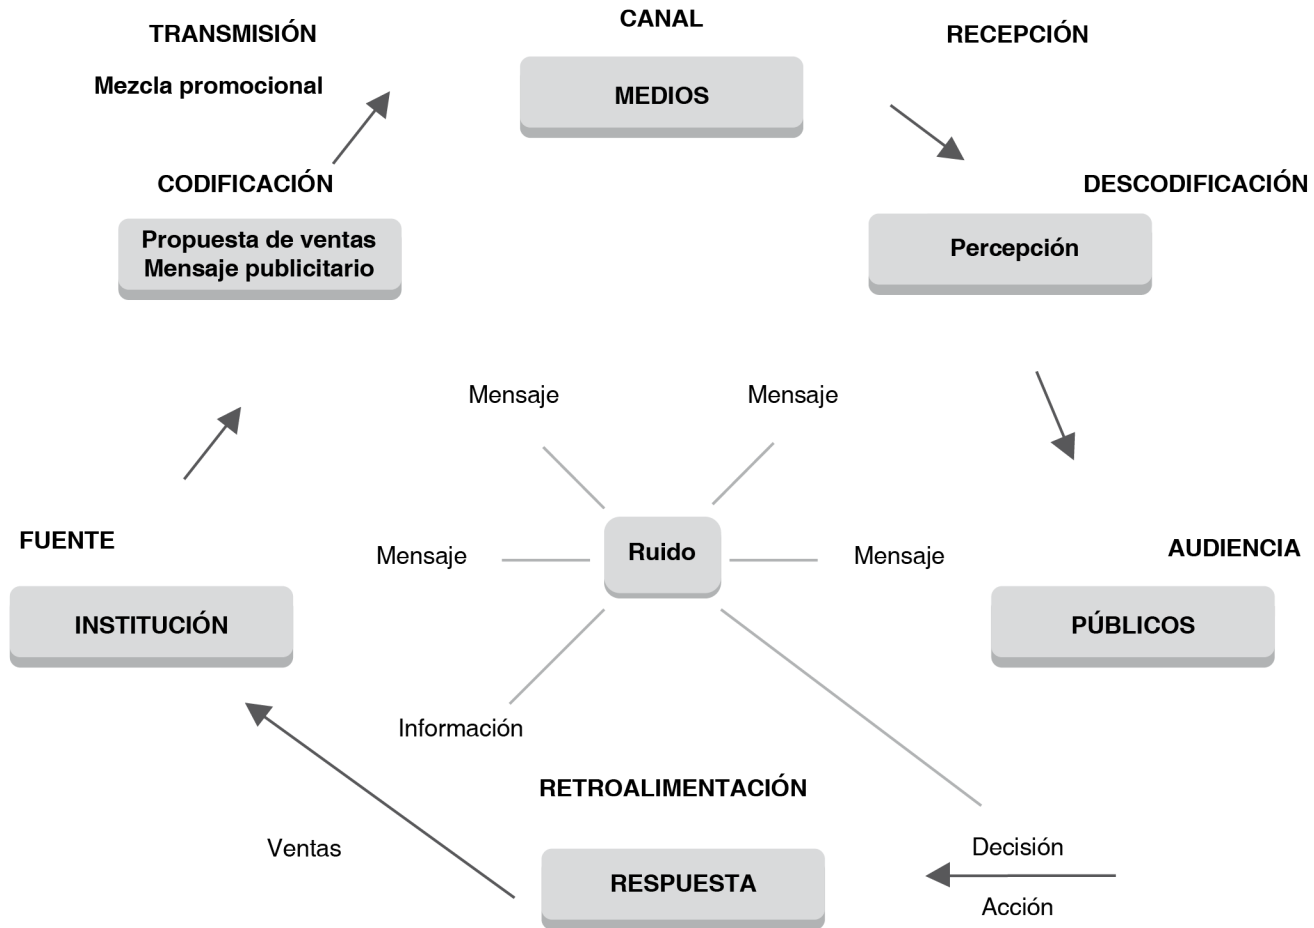 CANAL
TRANSMISIÓN
RECEPCIÓN
Mezcla promocional
MEDIOS
CODIFICACIÓN
DESCODIFICACIÓN
Propuesta de ventas
Mensaje publicitario
Percepción
Mensaje
Mensaje
FUENTE
Mensaje
Ruido
Mensaje
AUDIENCIA
INSTITUCIÓN
PÚBLICOS
Información
RETROALIMENTACIÓN
Ventas
Decisión
RESPUESTA
Acción